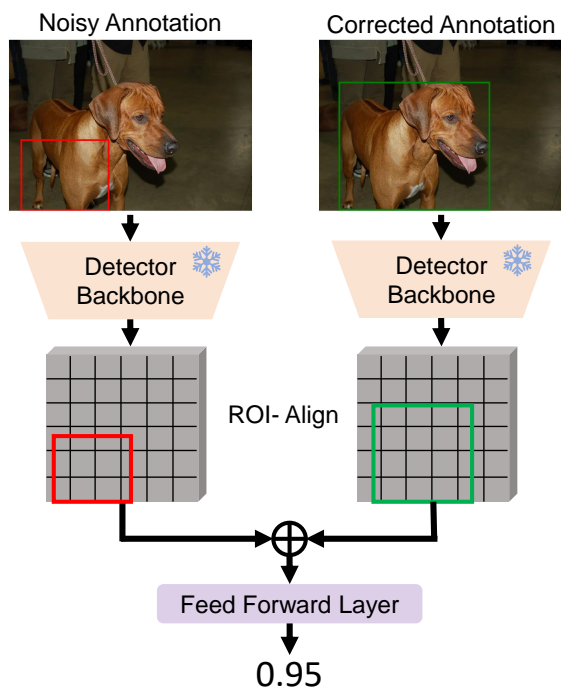 Noisy Annotation
Corrected Annotation
Detector
Backbone
Detector
Backbone
ROI- Align
Feed Forward Layer
0.95